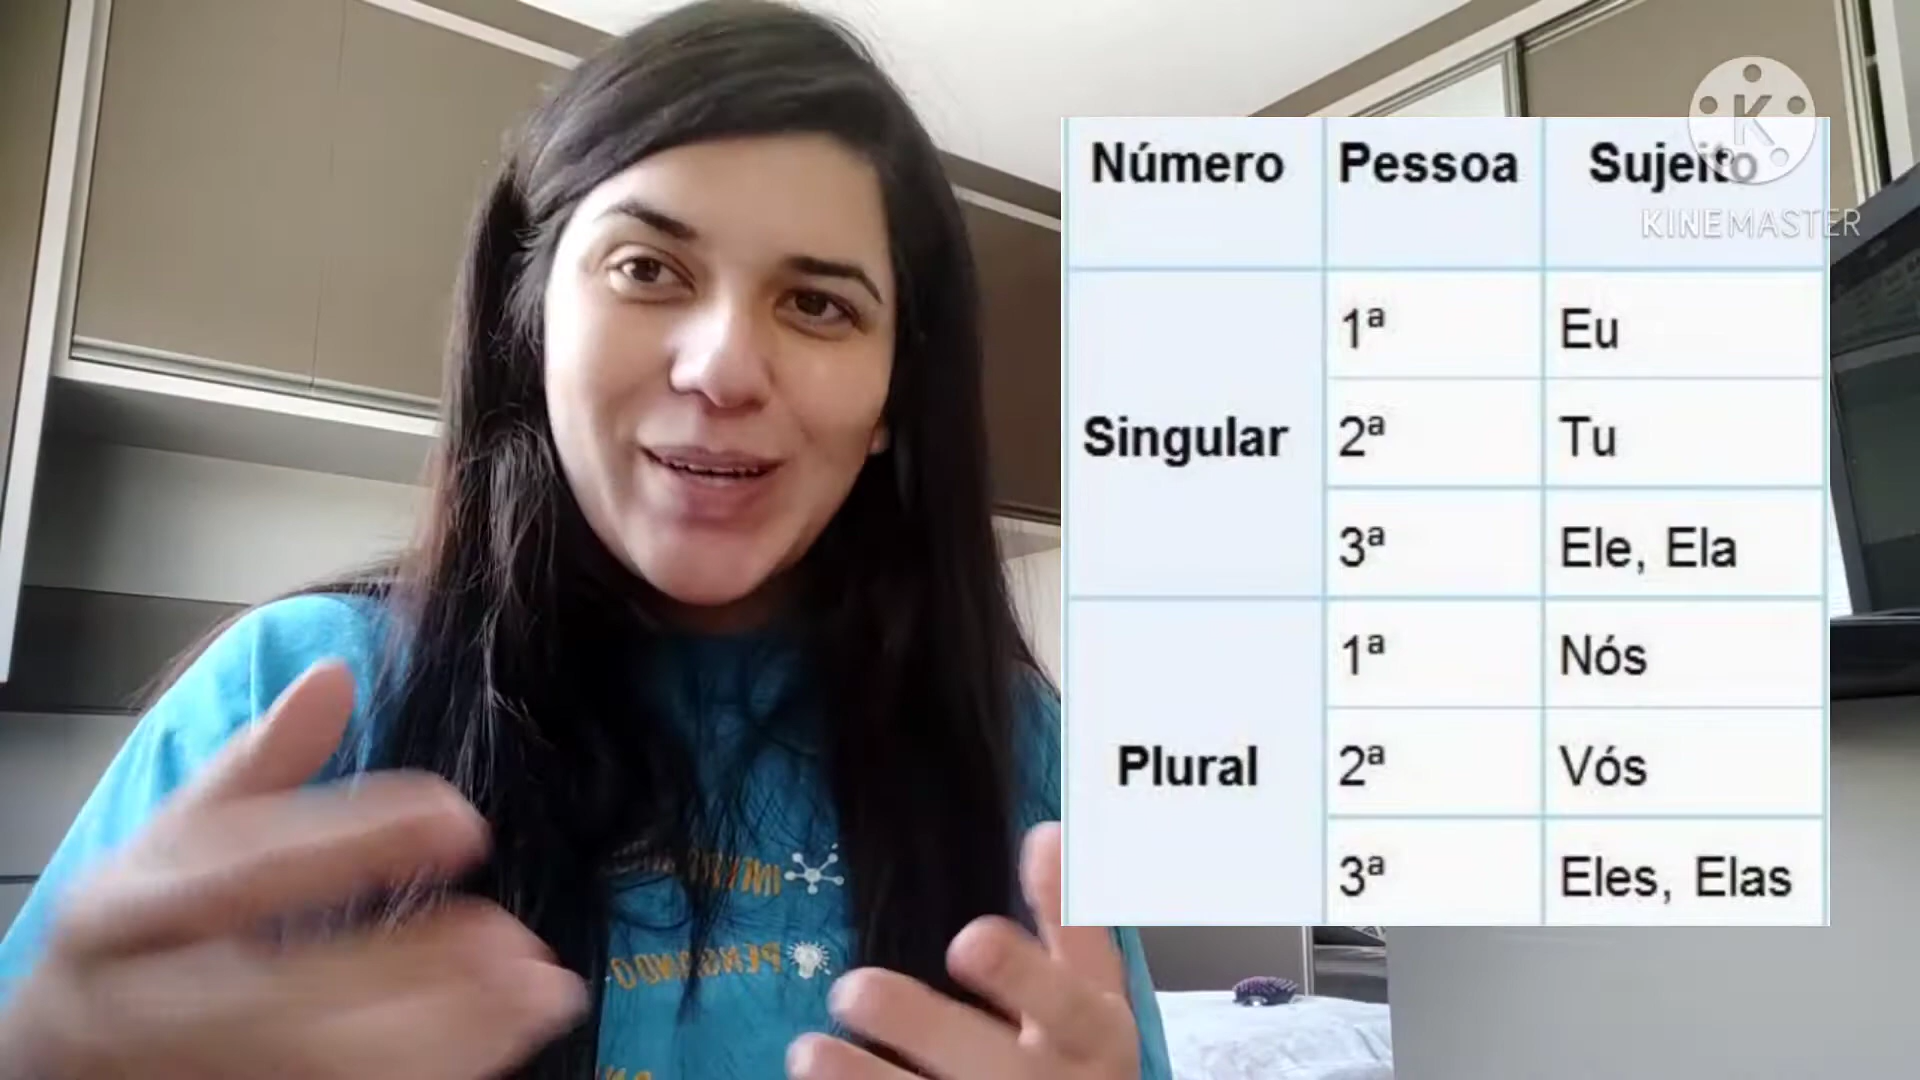 Número Pessoa Sujeito
KINEMASTER
1ª Eu
Singular 2ª Tu
3ª Ele, Ela
1ª Nós
Plural 2ª Vós
3ª Eles, Elas
PENSANDO